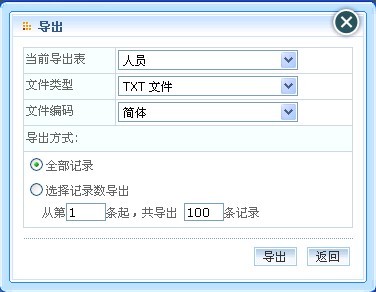 导出
当前导出表 人员
文件类型 TXT 文件
文件编码 简体
导出方式:
全部记录
选择记录数导出
从第 1 条起，共导出 100 条记录
导出 返回